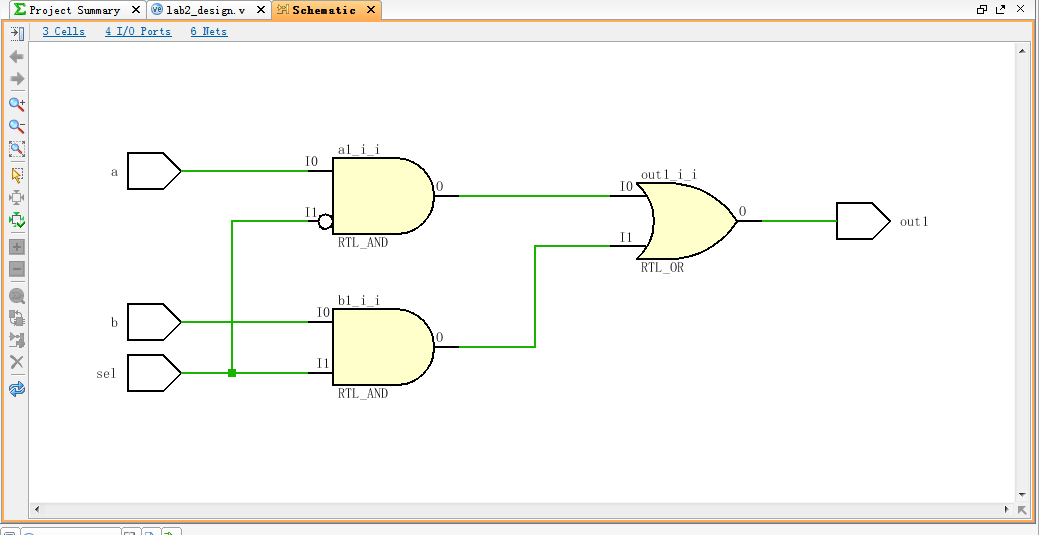 Project Summary
lab2_design.v
Schematic
3 Cells
4 I/O Ports
6 Nets
a1_i_i
a
I0
O
I1
RTL_AND
out1_i_i
I0
O
out1
I1
RTL_OR
b1_i_i
b
I0
O
sel
I1
RTL_AND